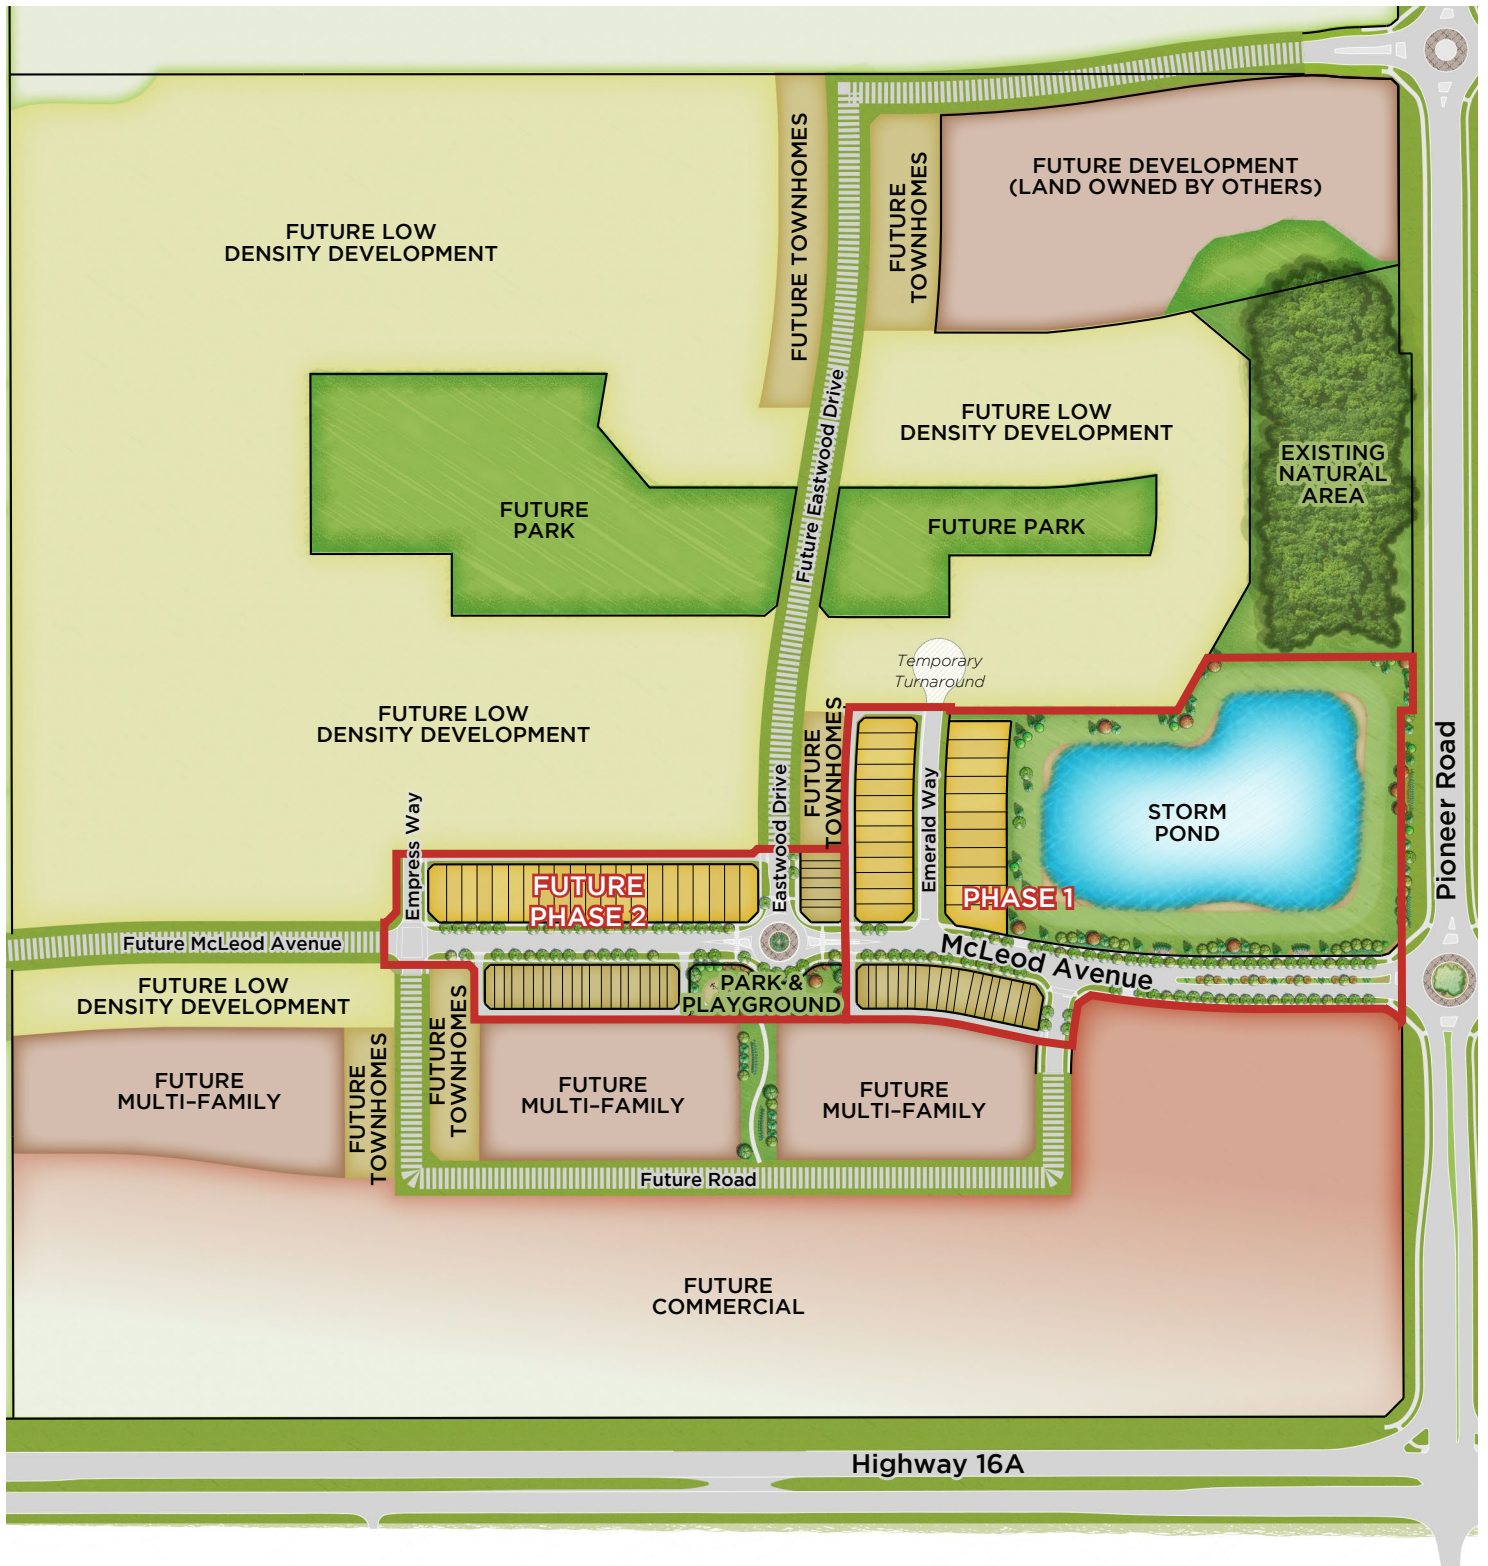 FUTURE TOWNHOMES
FUTURE
TOWNHOMES
FUTURE DEVELOPMENT
(LAND OWNED BY OTHERS)
FUTURE LOW
DENSITY DEVELOPMENT
Future Eastwood Drive
FUTURE LOW
DENSITY DEVELOPMENT
EXISTING
NATURAL
AREA
FUTURE
PARK
FUTURE PARK
Temporary
Turnaround
FUTURE LOW
DENSITY DEVELOPMENT
FUTURE
TOWNHOMES
Eastwood Drive
Emerald Way
STORM
POND
Pioneer Road
Empress Way
FUTURE
PHASE 2
PHASE 1
Future McLeod Avenue
McLeod Avenue
FUTURE LOW
DENSITY DEVELOPMENT
PARK &
PLAYGROUND
FUTURE
TOWNHOMES
FUTURE
TOWNHOMES
FUTURE
MULTI-FAMILY
FUTURE
MULTI-FAMILY
FUTURE
MULTI-FAMILY
Future Road
FUTURE
COMMERCIAL
Highway 16A